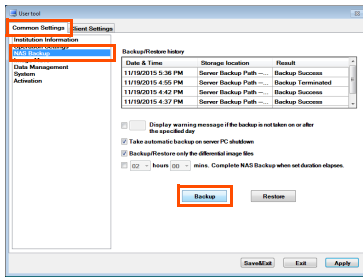 User tool
Common Settings Client Settings
Institution Information
Operation Settings
NAS Backup
Data Management
System
Activation
Backup/Restore history
Date & Time Storage location Result
11/19/2015 5:36 PM Server Backup Path --... Backup Success
11/19/2015 4:55 PM Server Backup Path --... Backup Terminated
11/19/2015 4:42 PM Server Backup Path --... Backup Success
11/19/2015 4:37 PM Server Backup Path --... Backup Success
Display warning message if the backup is not taken on or after
the specified day
Take automatic backup on server PC shutdown
Backup/Restore only the differential image files
02 hours 00 mins. Complete NAS Backup when set duration elapses.
Backup Restore
Save&Exit Exit Apply